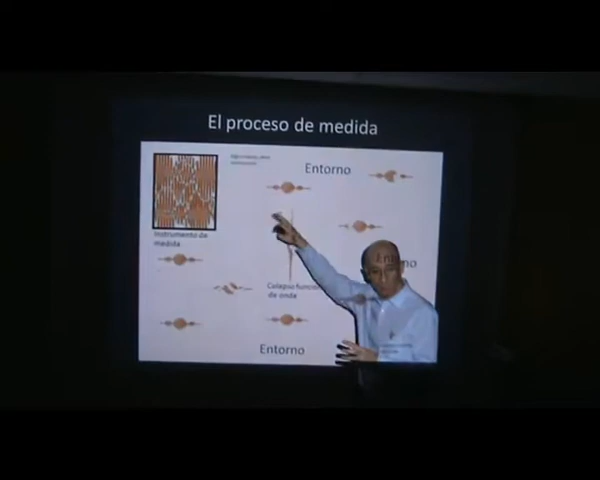 El proceso de medida
Entorno
Instrumento de
medida
Entorno
Colapso función
de onda
Entorno